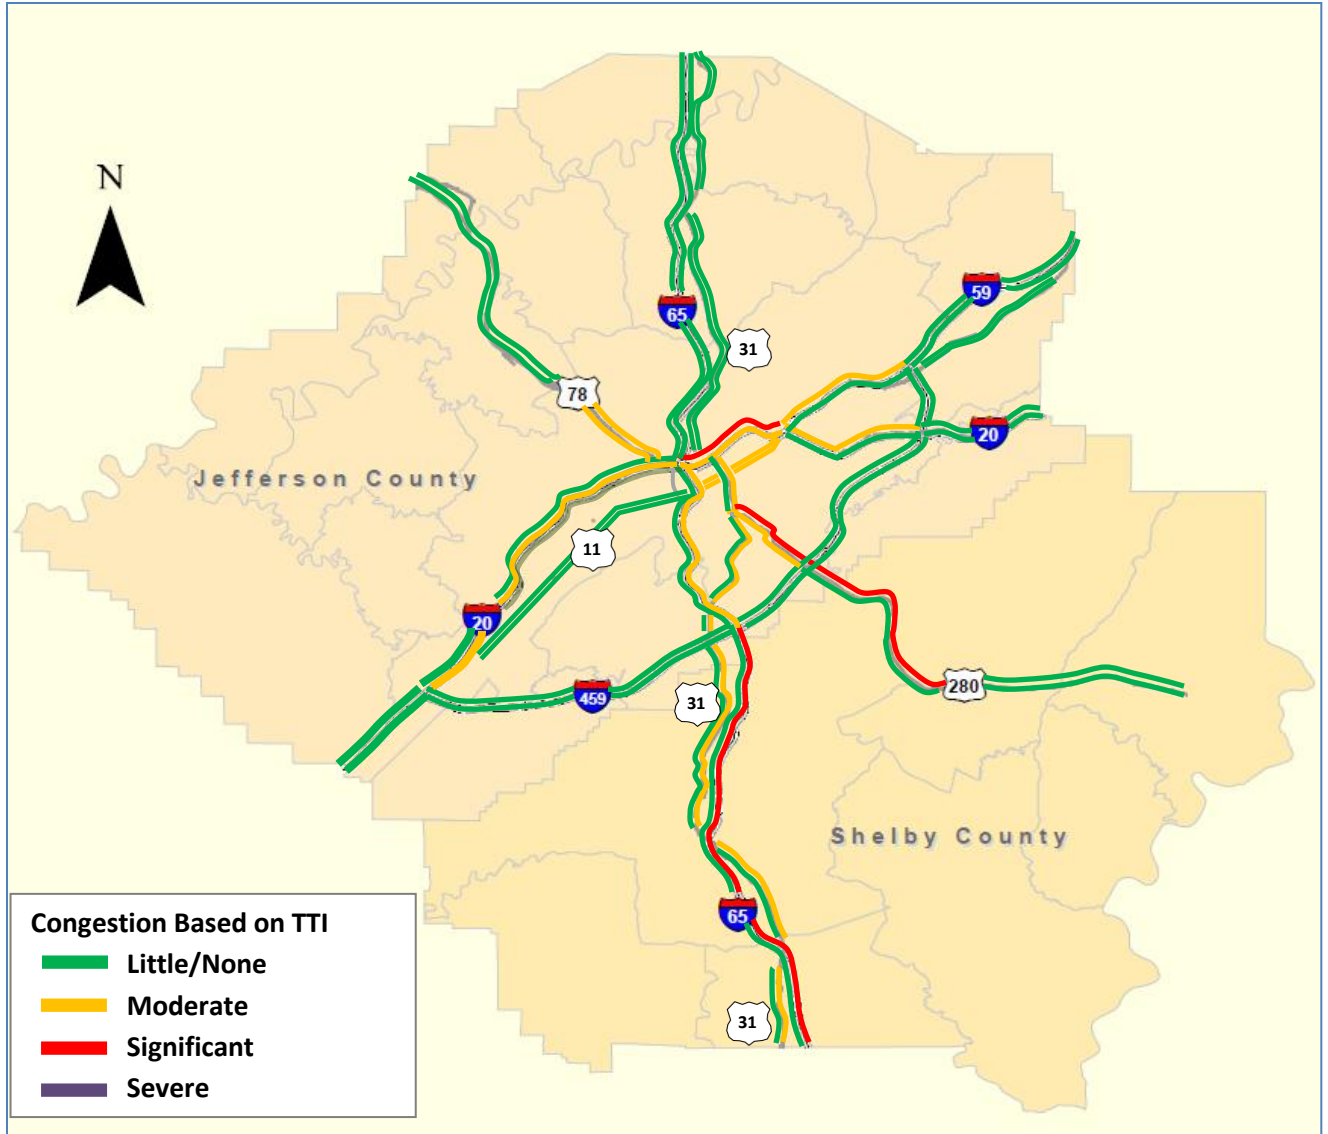 N
59
65
31
78
20
Jefferson County
11
20
459
31
280
Shelby County
65
31
Congestion Based on TTI
Little/None
Moderate
Significant
Severe